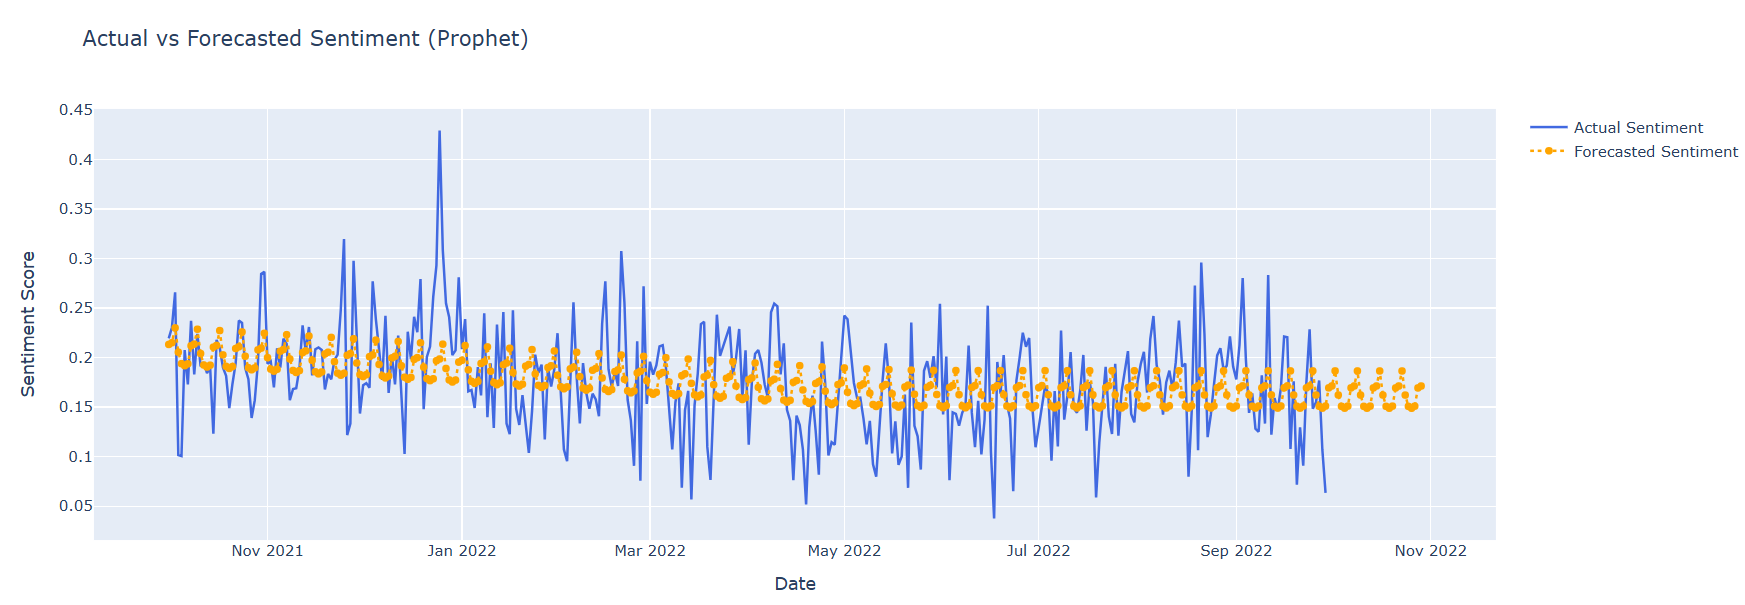 Actual vs Forecasted Sentiment (Prophet)
0.45
0.4
0.35
0.3
0.25
0.2
0.15
0.1
0.05
Sentiment Score
Nov 2021
Jan 2022
Mar 2022
May 2022
Jul 2022
Sep 2022
Nov 2022
Date
Actual Sentiment
Forecasted Sentiment